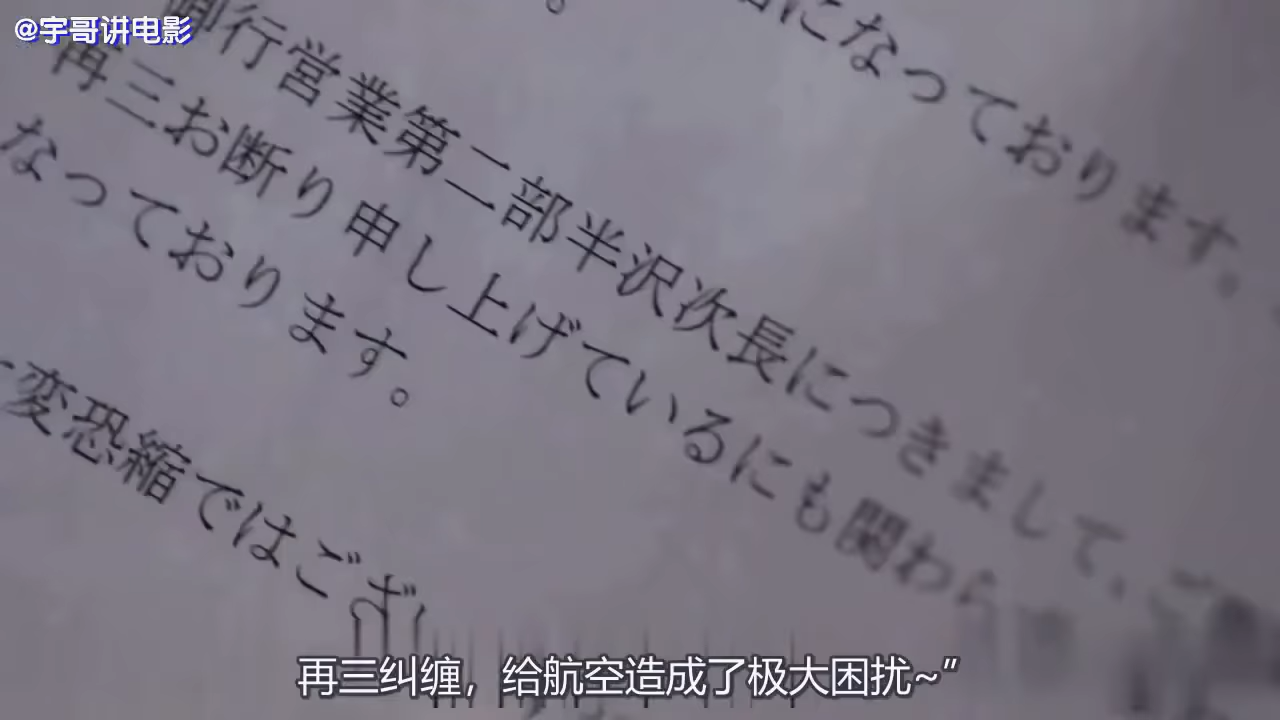 @宇哥讲电影
になっております。
御行営業第二部半沢次長につきまして、
再三お断り申し上げているにも関わら
なっております。
変恐縮ではござ
再三纠缠，给航空造成了极大困扰~”